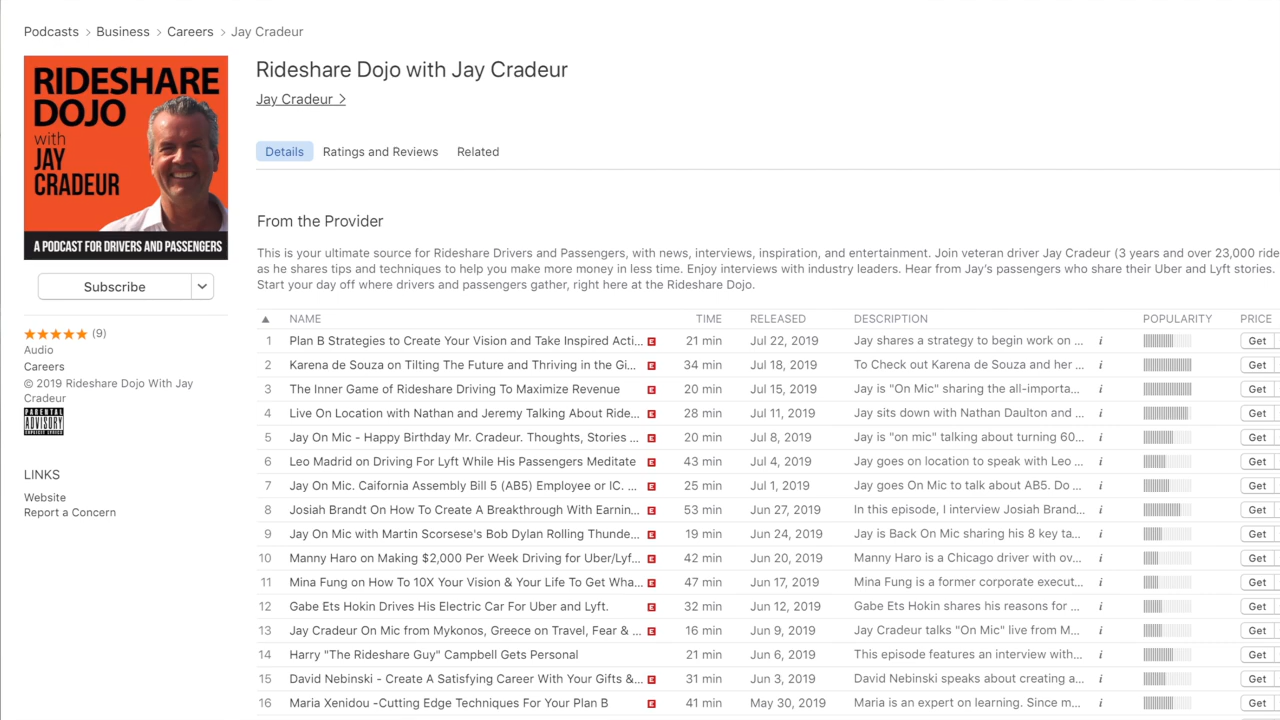 Podcasts > Business > Careers > Jay Cradeur
RIDESHARE
DOJO
with
JAY
CRADEUR
A PODCAST FOR DRIVERS AND PASSENGERS
Subscribe
★★★★★ (9)
Audio
Careers
© 2019 Rideshare Dojo With Jay
Cradeur
PARENTAL
ADVISORY
EXPLICIT LYRICS
LINKS
Website
Report a Concern
Rideshare Dojo with Jay Cradeur
Jay Cradeur >
Details Ratings and Reviews Related
From the Provider
This is your ultimate source for Rideshare Drivers and Passengers, with news, interviews, inspiration, and entertainment. Join veteran driver Jay Cradeur (3 years and over 23,000 ride
as he shares tips and techniques to help you make more money in less time. Enjoy interviews with industry leaders. Hear from Jay's passengers who share their Uber and Lyft stories.
Start your day off where drivers and passengers gather, right here at the Rideshare Dojo.
▲ NAME TIME RELEASED DESCRIPTION POPULARITY PRICE
1 Plan B Strategies to Create Your Vision and Take Inspired Acti... E 21 min Jul 22, 2019 Jay shares a strategy to begin work on ... i Get
2 Karena de Souza on Tilting The Future and Thriving in the Gi... E 34 min Jul 18, 2019 To Check out Karena de Souza and her ... i Get
3 The Inner Game of Rideshare Driving To Maximize Revenue E 20 min Jul 15, 2019 Jay is "On Mic" sharing the all-importa... i Get
4 Live On Location with Nathan and Jeremy Talking About Ride... E 28 min Jul 11, 2019 Jay sits down with Nathan Daulton and ... i Get
5 Jay On Mic - Happy Birthday Mr. Cradeur. Thoughts, Stories ... E 20 min Jul 8, 2019 Jay is "on mic" talking about turning 60... i Get
6 Leo Madrid on Driving For Lyft While His Passengers Meditate E 43 min Jul 4, 2019 Jay goes on location to speak with Leo ... i Get
7 Jay On Mic. Caifornia Assembly Bill 5 (AB5) Employee or IC. ... E 25 min Jul 1, 2019 Jay goes On Mic to talk about AB5. Do ... i Get
8 Josiah Brandt On How To Create A Breakthrough With Earnin... E 53 min Jun 27, 2019 In this episode, I interview Josiah Brand... i Get
9 Jay On Mic with Martin Scorsese's Bob Dylan Rolling Thunde... E 19 min Jun 24, 2019 Jay is Back On Mic sharing his 8 key ta... i Get
10 Manny Haro on Making $2,000 Per Week Driving for Uber/Lyf... E 42 min Jun 20, 2019 Manny Haro is a Chicago driver with ov... i Get
11 Mina Fung on How To 10X Your Vision & Your Life To Get Wha... E 47 min Jun 17, 2019 Mina Fung is a former corporate execut... i Get
12 Gabe Ets Hokin Drives His Electric Car For Uber and Lyft. E 32 min Jun 12, 2019 Gabe Ets Hokin shares his reasons for ... i Get
13 Jay Cradeur On Mic from Mykonos, Greece on Travel, Fear & ... E 16 min Jun 9, 2019 Jay Cradeur talks "On Mic" live from M... i Get
14 Harry "The Rideshare Guy" Campbell Gets Personal 21 min Jun 6, 2019 This episode features an interview with... i Get
15 David Nebinski - Create A Satisfying Career With Your Gifts &... E 31 min Jun 3, 2019 David Nebinski speaks about creating a... i Get
16 Maria Xenidou -Cutting Edge Techniques For Your Plan B E 41 min May 30, 2019 Maria is an expert on learning. Since m... i Get